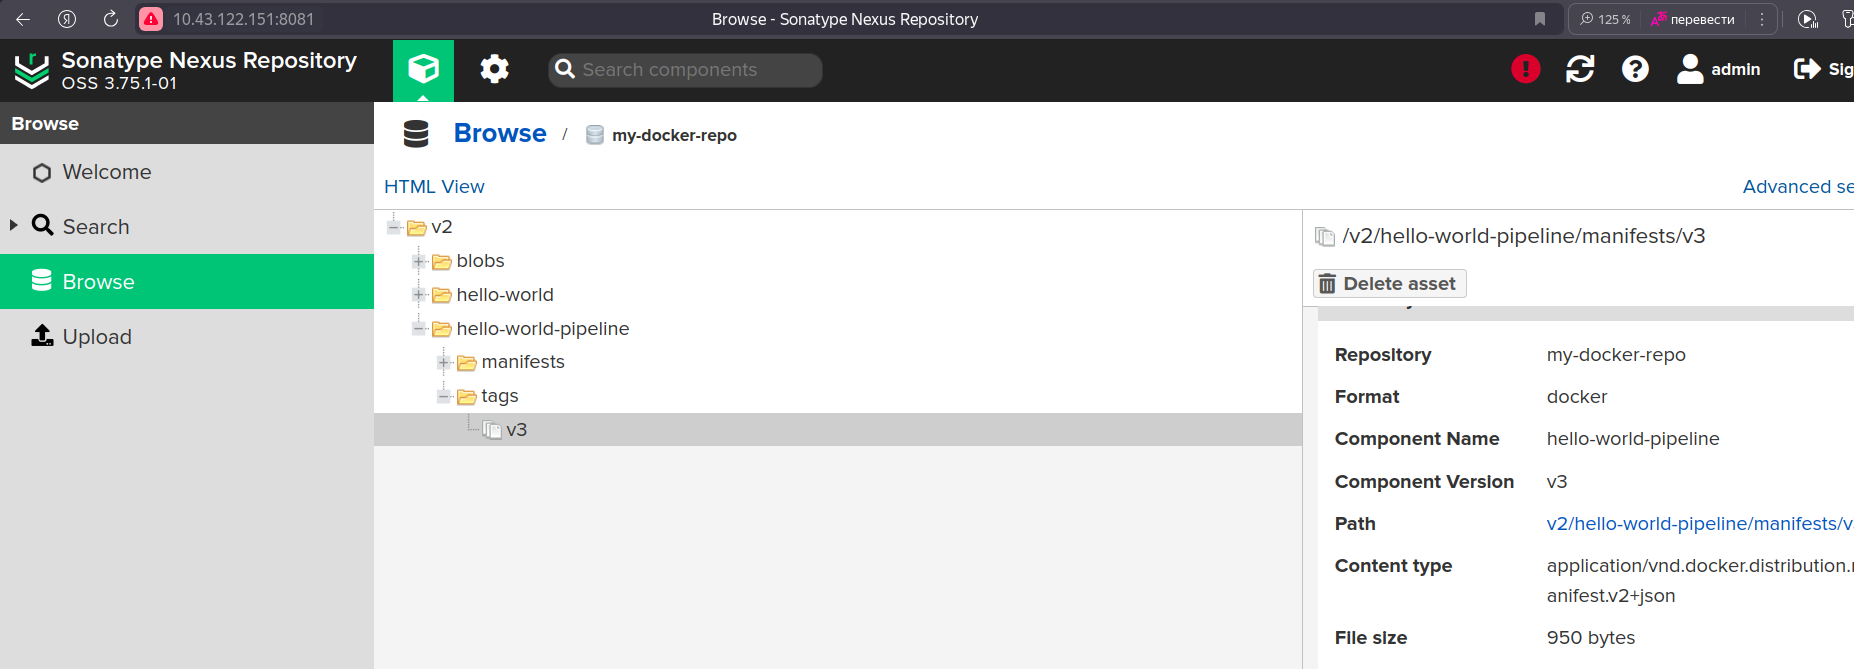 10.43.122.151:8081
Browse - Sonatype Nexus Repository
125 %
перевести
Sonatype Nexus Repository
OSS 3.75.1-01
Search components
admin
Sig
Browse
Welcome
Search
Browse
Upload
Browse / my-docker-repo
HTML View
Advanced se
v2
blobs
hello-world
hello-world-pipeline
manifests
tags
v3
/v2/hello-world-pipeline/manifests/v3
Delete asset
Repository my-docker-repo
Format docker
Component Name hello-world-pipeline
Component Version v3
Path v2/hello-world-pipeline/manifests/v
Content type application/vnd.docker.distribution.
anifest.v2+json
File size 950 bytes